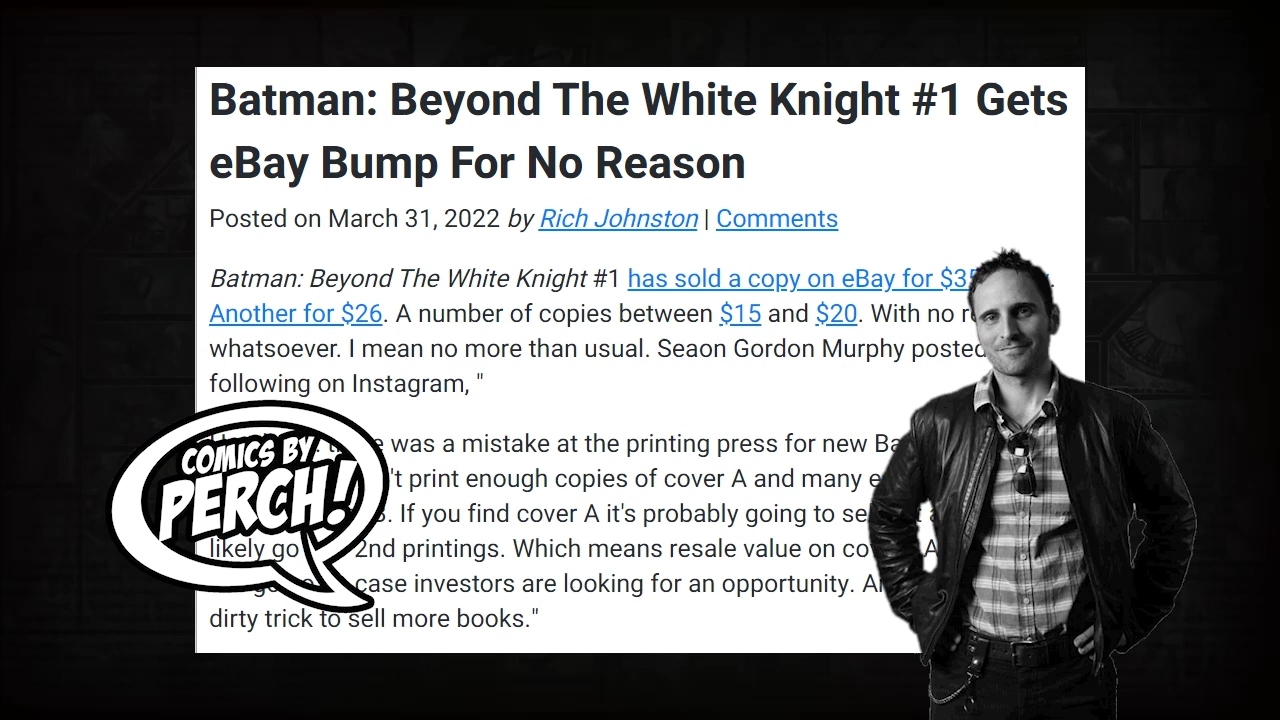 Batman: Beyond The White Knight #1 Gets
eBay Bump For No Reason
Posted on March 31, 2022 by Rich Johnston | Comments
Batman: Beyond The White Knight #1 has sold a copy on eBay for $35
Another for $26. A number of copies between $15 and $20. With no
whatsoever. I mean no more than usual. Seaon Gordon Murphy posted
following on Instagram, "
was a mistake at the printing press for new
't print enough copies of cover A and many
COMICS BY
PERCH!
. If you find cover A it's probably going to
likely go 2nd printings. Which means resale value on
case investors are looking for an opportunity.
dirty trick to sell more books."